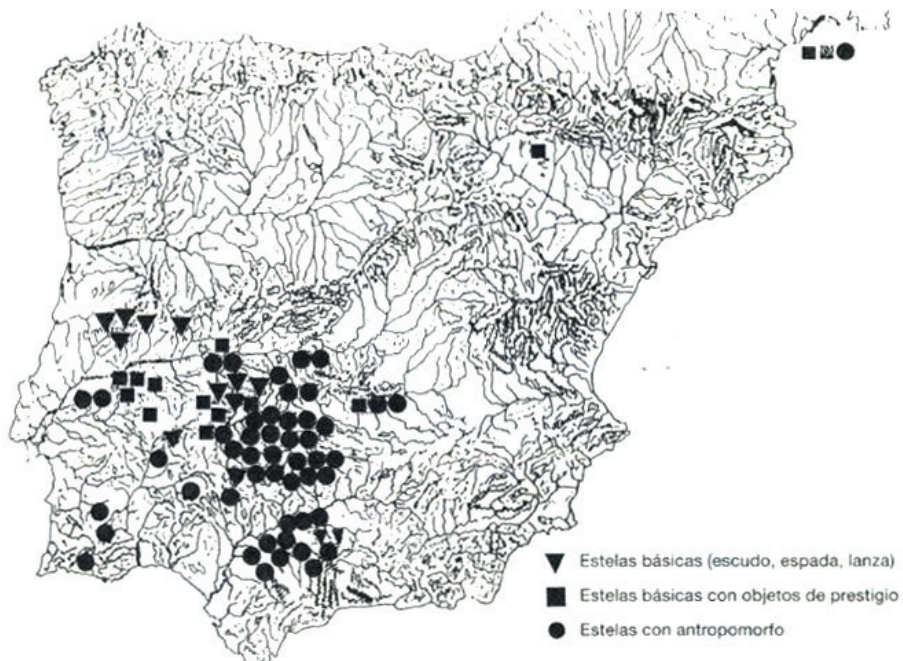 Estelas básicas (escudo, espada, lanza)
Estelas básicas con objetos de prestigio
Estelas con antropomorfo